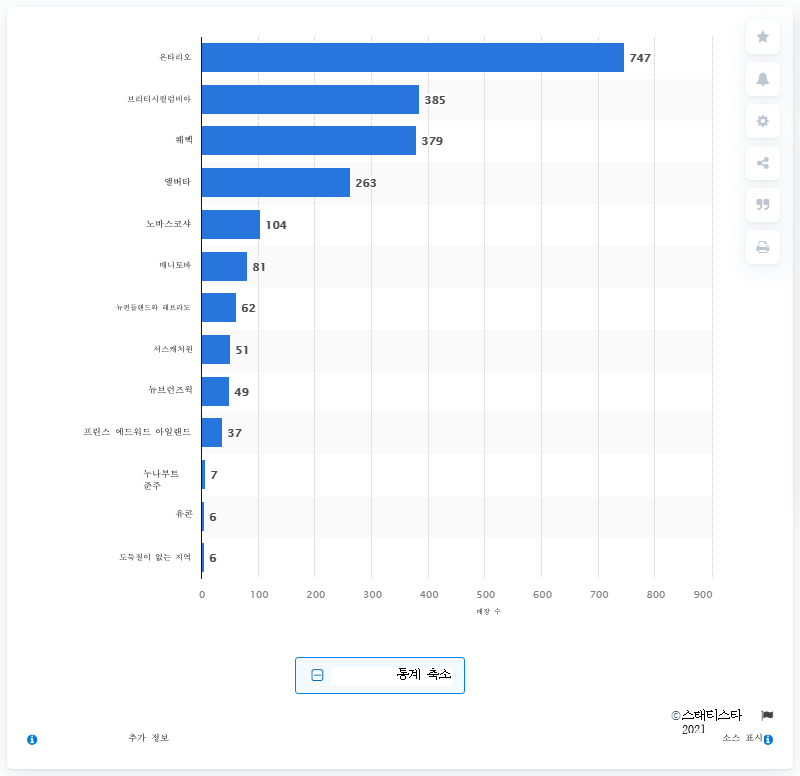 온타리오
747
브리티시컬럼비아
385
퀘벡
379
앨버타
263
노바스코샤
104
매니토바
81
뉴펀들랜드와 래브라도
62
서스캐처원
51
뉴브런즈윅
49
프린스 에드워드 아일랜드
37
누나부트
준주
7
유콘
6
도둑질이 없는 지역
6
0 100 200 300 400 500 600 700 800 900
매장 수
통계 축소
©스태티스타
2021
추가 정보
소스 표시